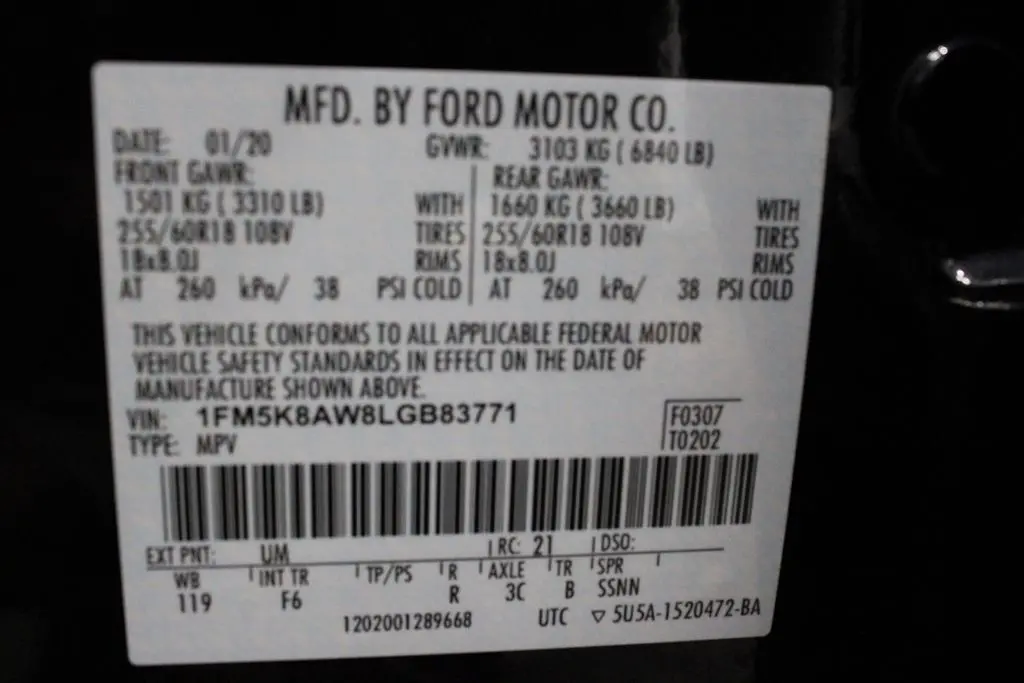 MFD. BY FORD MOTOR CO.
DATE: 01/20 GVWR: 3103 KG ( 6840 LB)
FRONT GAWR: REAR GAWR:
1501 KG ( 3310 LB) WITH 1660 KG ( 3660 LB) WITH
255/60R18 108V TIRES 255/60R18 108V TIRES
18x8.0J RIMS 18x8.0J RIMS
AT 260 kPa/ 38 PSI COLD AT 260 kPa/ 38 PSI COLD
THIS VEHICLE CONFORMS TO ALL APPLICABLE FEDERAL MOTOR
VEHICLE SAFETY STANDARDS IN EFFECT ON THE DATE OF
MANUFACTURE SHOWN ABOVE.
VIN: 1FM5K8AW8LGB83771 F0307
TYPE: MPV T0202
EXT PNT: UM RC: 21 DSO:
WB INT TR TP/PS R AXLE TR SPR
119 F6 R 3C B SSNN
1202001289668 UTC ▽ 5U5A-1520472-BA